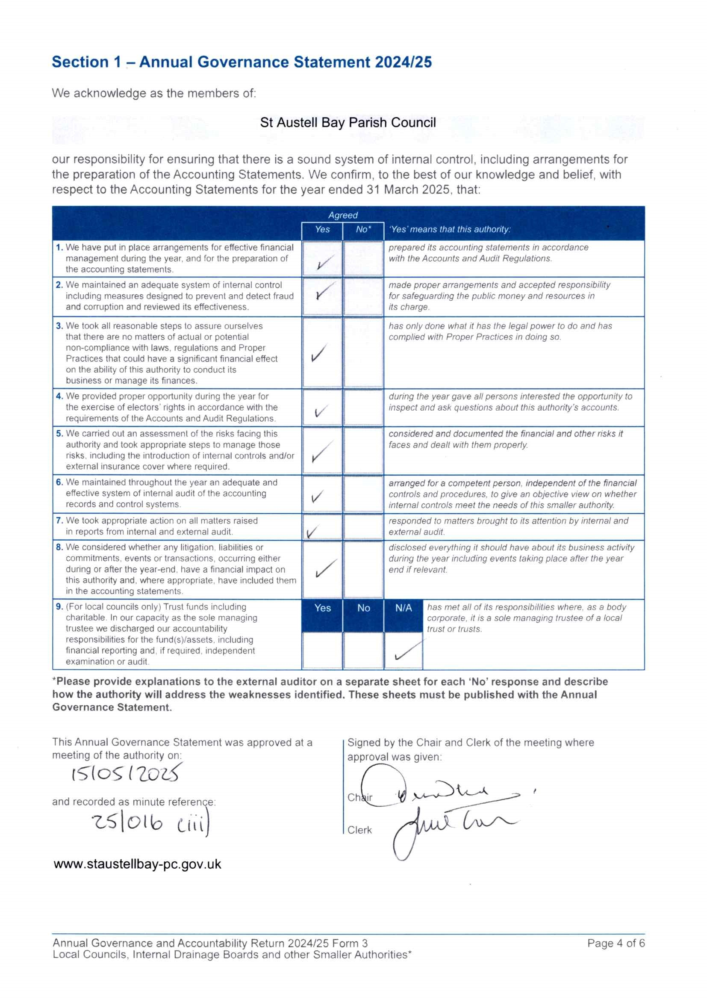 Section 1 – Annual Governance Statement 2024/25
We acknowledge as the members of:
St Austell Bay Parish Council
our responsibility for ensuring that there is a sound system of internal control, including arrangements for
the preparation of the Accounting Statements. We confirm, to the best of our knowledge and belief, with
respect to the Accounting Statements for the year ended 31 March 2025, that:
Agreed
Yes No* 'Yes' means that this authority:
1. We have put in place arrangements for effective financial
management during the year, and for the preparation of
the accounting statements.
✓
prepared its accounting statements in accordance
with the Accounts and Audit Regulations.
2. We maintained an adequate system of internal control
including measures designed to prevent and detect fraud
and corruption and reviewed its effectiveness.
✓
made proper arrangements and accepted responsibility
for safeguarding the public money and resources in
its charge.
3. We took all reasonable steps to assure ourselves
that there are no matters of actual or potential
non-compliance with laws, regulations and Proper
Practices that could have a significant financial effect
on the ability of this authority to conduct its
business or manage its finances.
✓
has only done what it has the legal power to do and has
complied with Proper Practices in doing so.
4. We provided proper opportunity during the year for
the exercise of electors' rights in accordance with the
requirements of the Accounts and Audit Regulations.
✓
during the year gave all persons interested the opportunity to
inspect and ask questions about this authority's accounts.
5. We carried out an assessment of the risks facing this
authority and took appropriate steps to manage those
risks, including the introduction of internal controls and/or
external insurance cover where required.
✓
considered and documented the financial and other risks it
faces and dealt with them properly.
6. We maintained throughout the year an adequate and
effective system of internal audit of the accounting
records and control systems.
✓
arranged for a competent person, independent of the financial
controls and procedures, to give an objective view on whether
internal controls meet the needs of this smaller authority.
7. We took appropriate action on all matters raised
in reports from internal and external audit.
✓
responded to matters brought to its attention by internal and
external audit.
8. We considered whether any litigation, liabilities or
commitments, events or transactions, occurring either
during or after the year-end, have a financial impact on
this authority and, where appropriate, have included them
in the accounting statements.
✓
disclosed everything it should have about its business activity
during the year including events taking place after the year
end if relevant.
9. (For local councils only) Trust funds including
charitable. In our capacity as the sole managing
trustee we discharged our accountability
responsibilities for the fund(s)/assets, including
financial reporting and, if required, independent
examination or audit.
Yes No N/A
✓
has met all of its responsibilities where, as a body
corporate, it is a sole managing trustee of a local
trust or trusts.
*Please provide explanations to the external auditor on a separate sheet for each 'No' response and describe
how the authority will address the weaknesses identified. These sheets must be published with the Annual
Governance Statement.
This Annual Governance Statement was approved at a
meeting of the authority on:
15/05/2025
and recorded as minute reference:
25/016 (iii)
Signed by the Chair and Clerk of the meeting where
approval was given:
Chair
Clerk
www.staustellbay-pc.gov.uk
Annual Governance and Accountability Return 2024/25 Form 3
Local Councils, Internal Drainage Boards and other Smaller Authorities*
Page 4 of 6